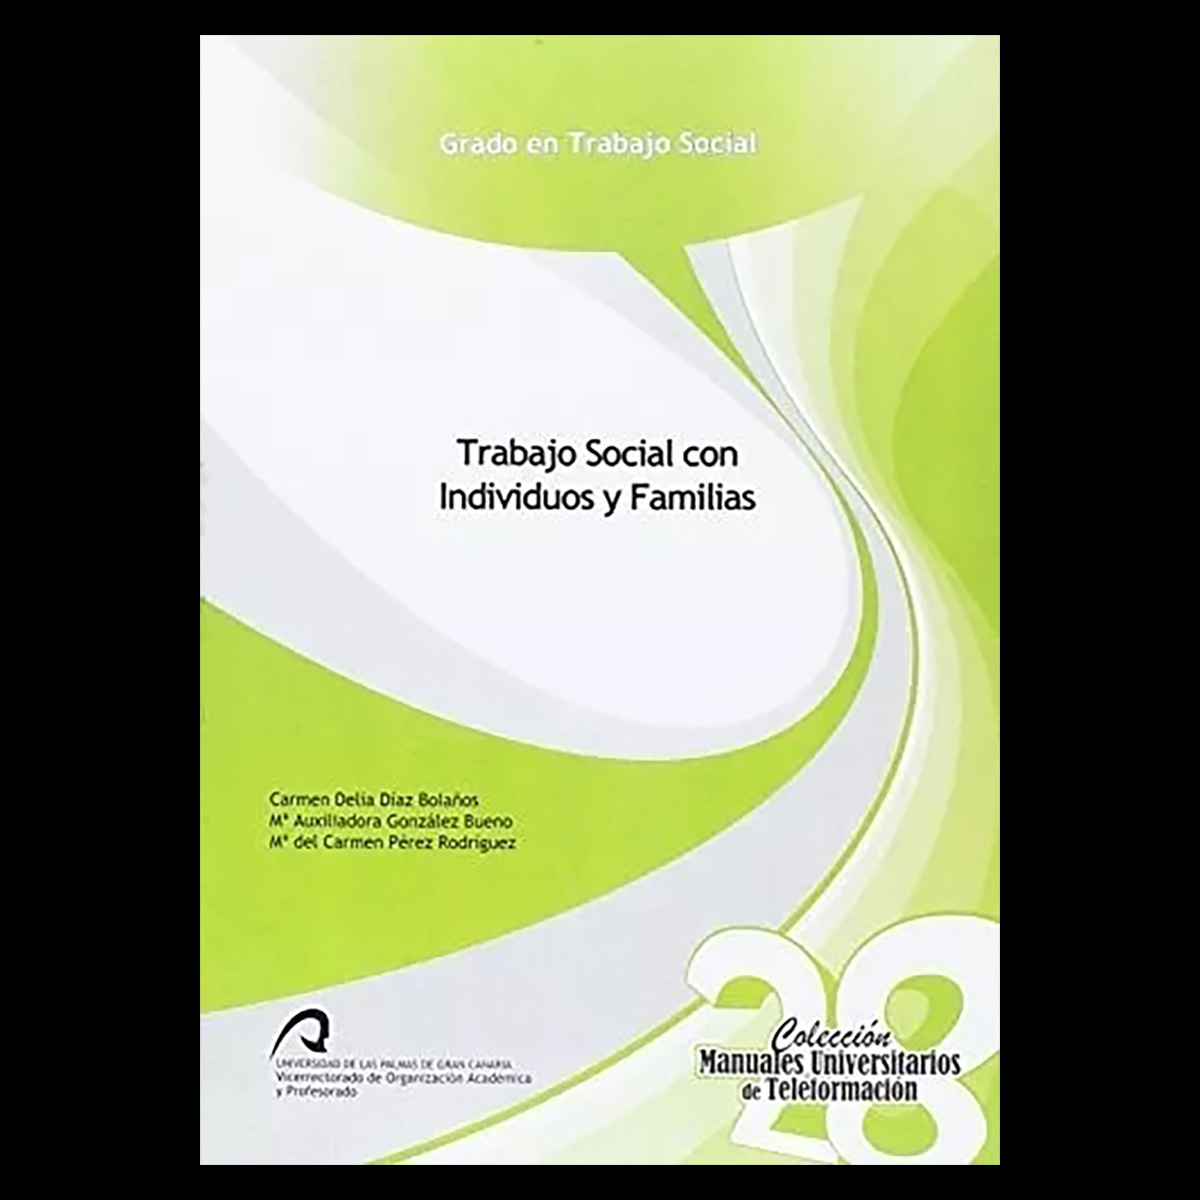 Grado en Trabajo Social
Trabajo Social con
Individuos y Familias
Carmen Delia Díaz Bolaños
Mª Auxiliadora González Bueno
Mª del Carmen Pérez Rodríguez
UNIVERSIDAD DE LAS PALMAS DE GRAN CANARIA
Vicerrectorado de Organización Académica
y Profesorado
28
Colección
Manuales Universitarios
de Teleformación